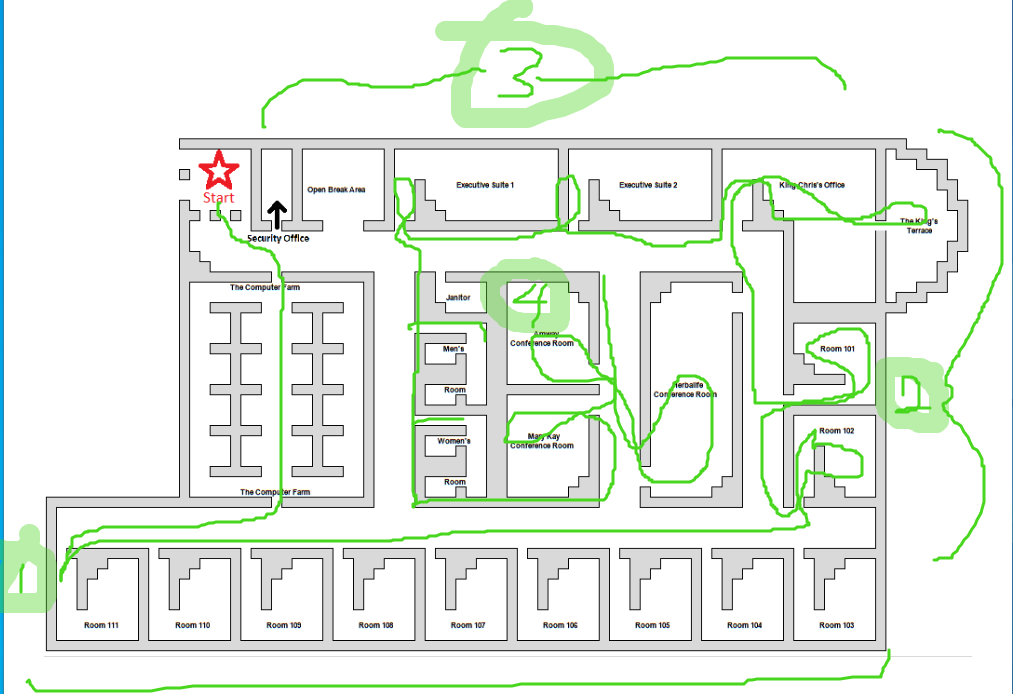 3
Start
Open Break Area
Executive Suite 1
Executive Suite 2
King Chris's Office
The King's
Terrace
Security Office
The Computer Farm
Janitor
4
Amway
Conference Room
Men's
Room
Room 101
Herbalife
Conference Room
Women's
Room
Mary Kay
Conference Room
Room 102
The Computer Farm
1
Room 111
Room 110
Room 109
Room 108
Room 107
Room 106
Room 105
Room 104
Room 103